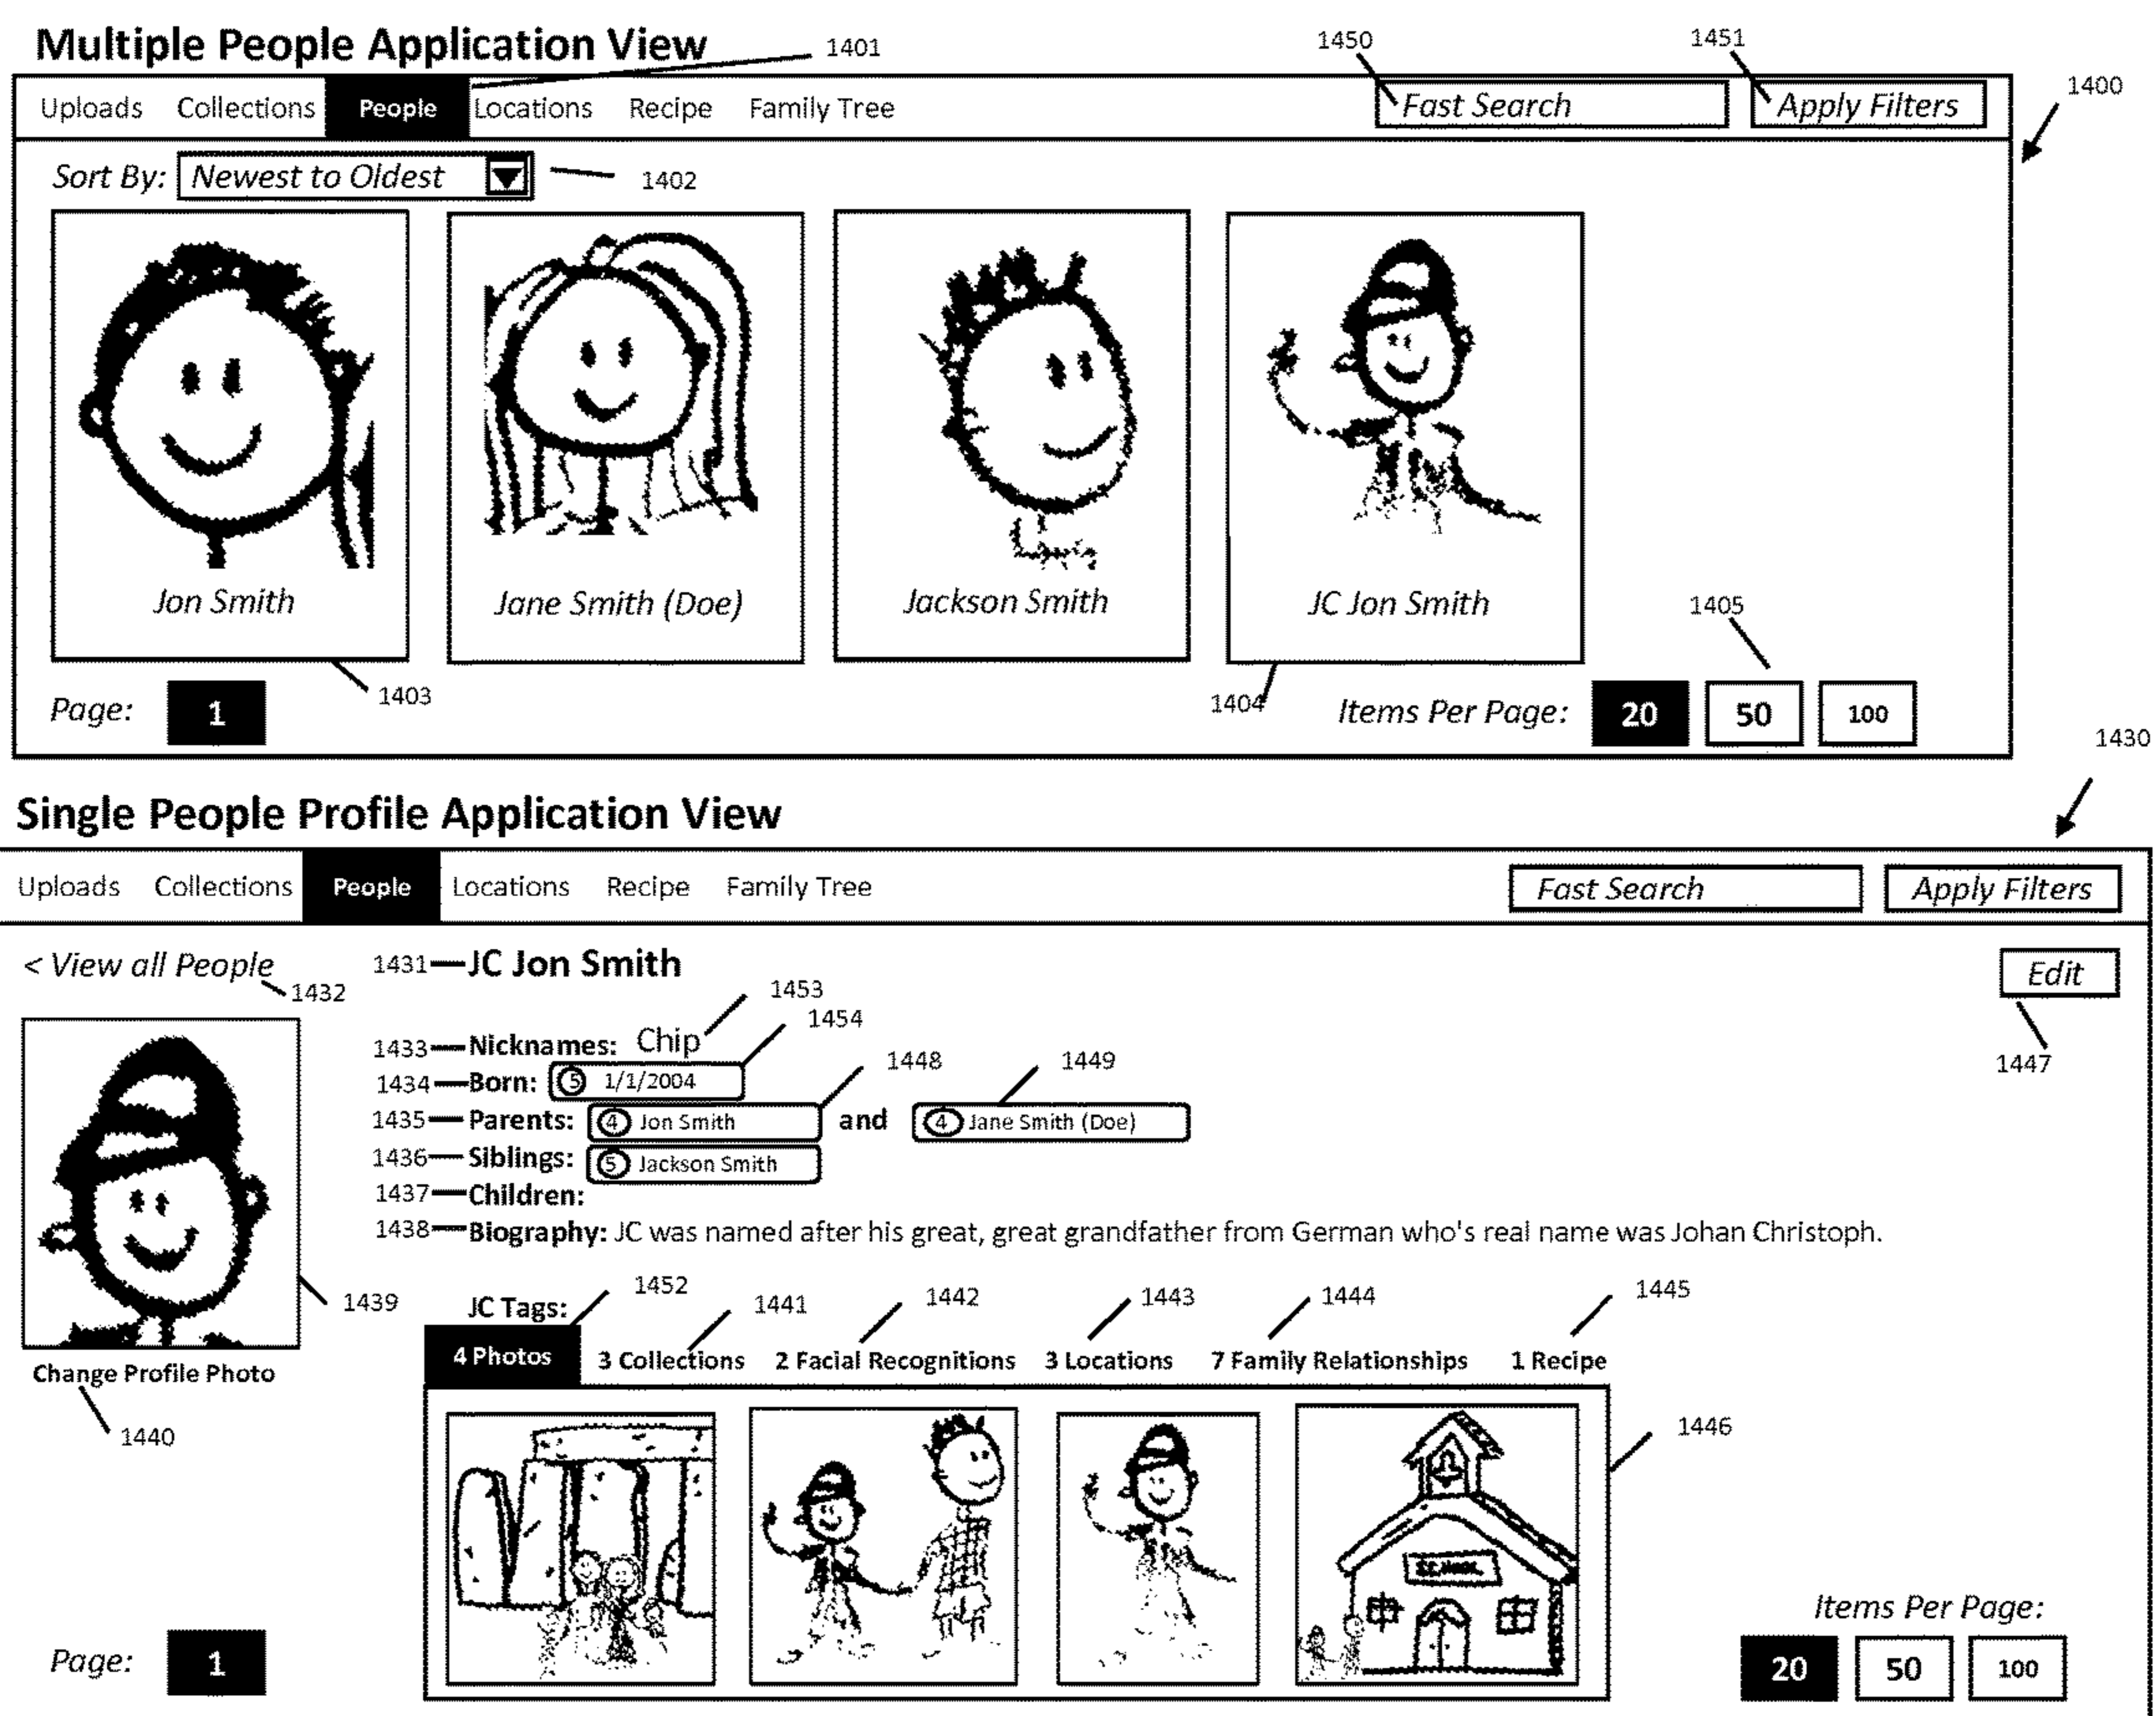 Multiple People Application View
1401
1450
1451
1400
Uploads Collections People Locations Recipe Family Tree Fast Search Apply Filters
Sort By: Newest to Oldest 1402
Jon Smith Jane Smith (Doe) Jackson Smith JC Jon Smith
1403
1404
1405
Page: 1 Items Per Page: 20 50 100
1430
Single People Profile Application View
Uploads Collections People Locations Recipe Family Tree Fast Search Apply Filters
< View all People
1432
1431 JC Jon Smith
Edit
1447
1453
1454
1433 Nicknames: Chip
1434 Born: 5 1/1/2004
1448
1449
1435 Parents: 4 Jon Smith and 4 Jane Smith (Doe)
1436 Siblings: 5 Jackson Smith
1437 Children:
1438 Biography: JC was named after his great, great grandfather from German who's real name was Johan Christoph.
1439
Change Profile Photo
1440
JC Tags:
1452
1441
1442
1443
1444
1445
4 Photos 3 Collections 2 Facial Recognitions 3 Locations 7 Family Relationships 1 Recipe
1446
SCHOOL
Items Per Page:
Page: 1 20 50 100